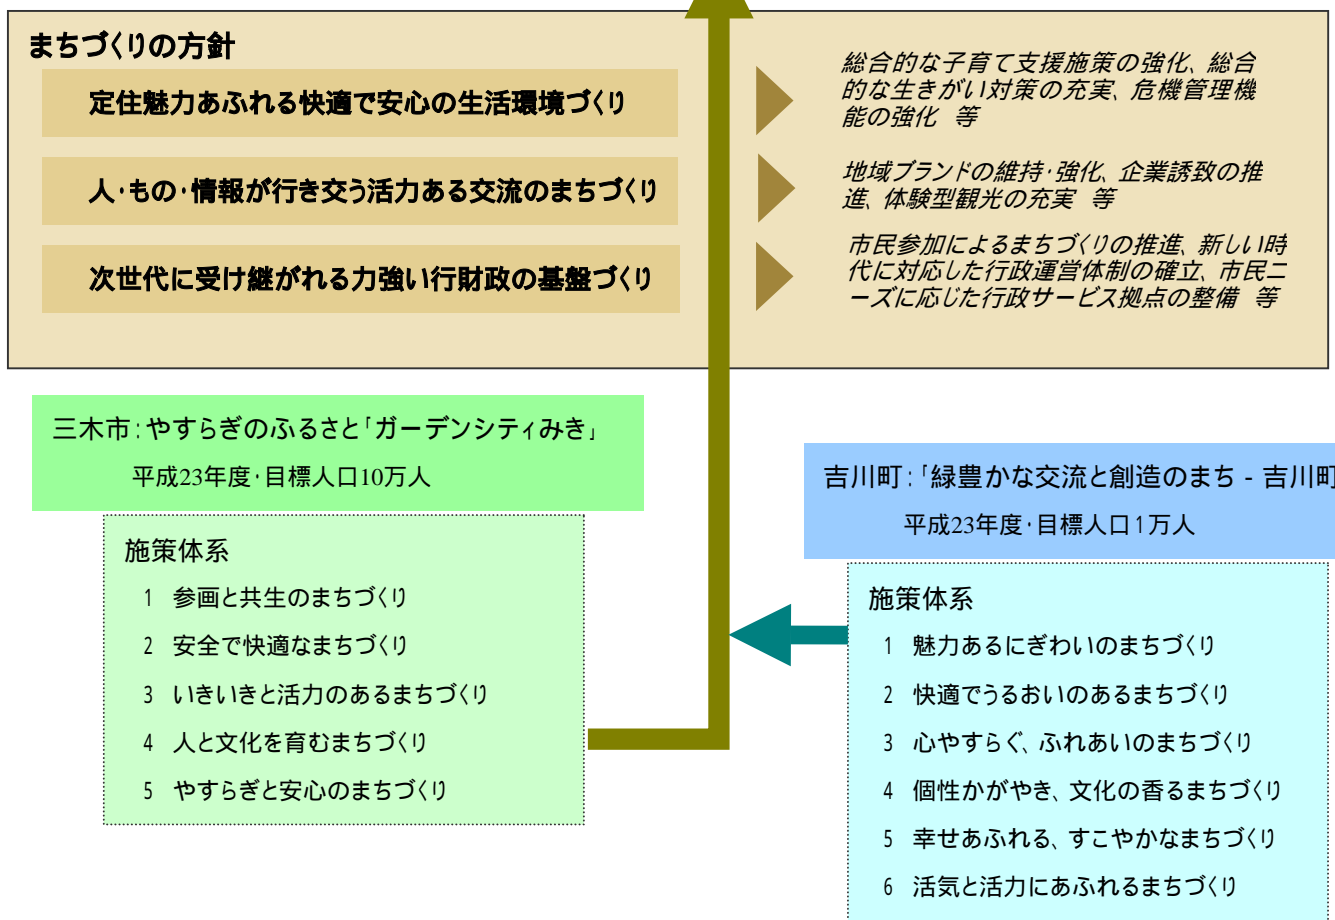 まちづくりの方針
定住魅力あふれる快適で安心の生活環境づくり
総合的な子育て支援施策の強化、総合
的な生きがい対策の充実、危機管理機
能の強化 等
人・もの・情報が行き交う活力ある交流のまちづくり
地域ブランドの維持・強化、企業誘致の推
進、体験型観光の充実 等
次世代に受け継がれる力強い行財政の基盤づくり
市民参加によるまちづくりの推進、新しい時
代に対応した行政運営体制の確立、市民ニ
ーズに応じた行政サービス拠点の整備 等
三木市:やすらぎのふるさと「ガーデンシティみき」
平成23年度・目標人口10万人
施策体系
1 参画と共生のまちづくり
2 安全で快適なまちづくり
3 いきいきと活力のあるまちづくり
4 人と文化を育むまちづくり
5 やすらぎと安心のまちづくり
吉川町:「緑豊かな交流と創造のまち - 吉川町
平成23年度・目標人口1万人
施策体系
1 魅力あるにぎわいのまちづくり
2 快適でうるおいのあるまちづくり
3 心やすらぐ、ふれあいのまちづくり
4 個性かがやき、文化の香るまちづくり
5 幸せあふれる、すこやかなまちづくり
6 活気と活力にあふれるまちづくり